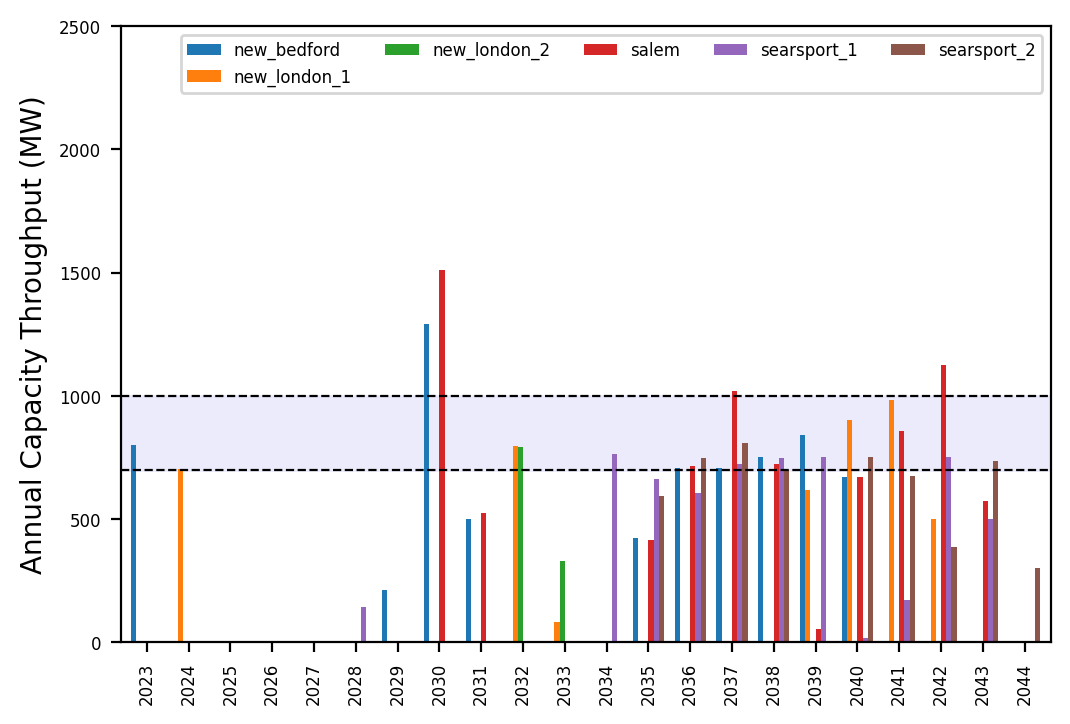 Annual Capacity Throughput (MW)
2500
2000
1500
1000
500
0
new_bedford new_london_2 salem searsport_1 searsport_2
new_london_1
2023 2024 2025 2026 2027 2028 2029 2030 2031 2032 2033 2034 2035 2036 2037 2038 2039 2040 2041 2042 2043 2044